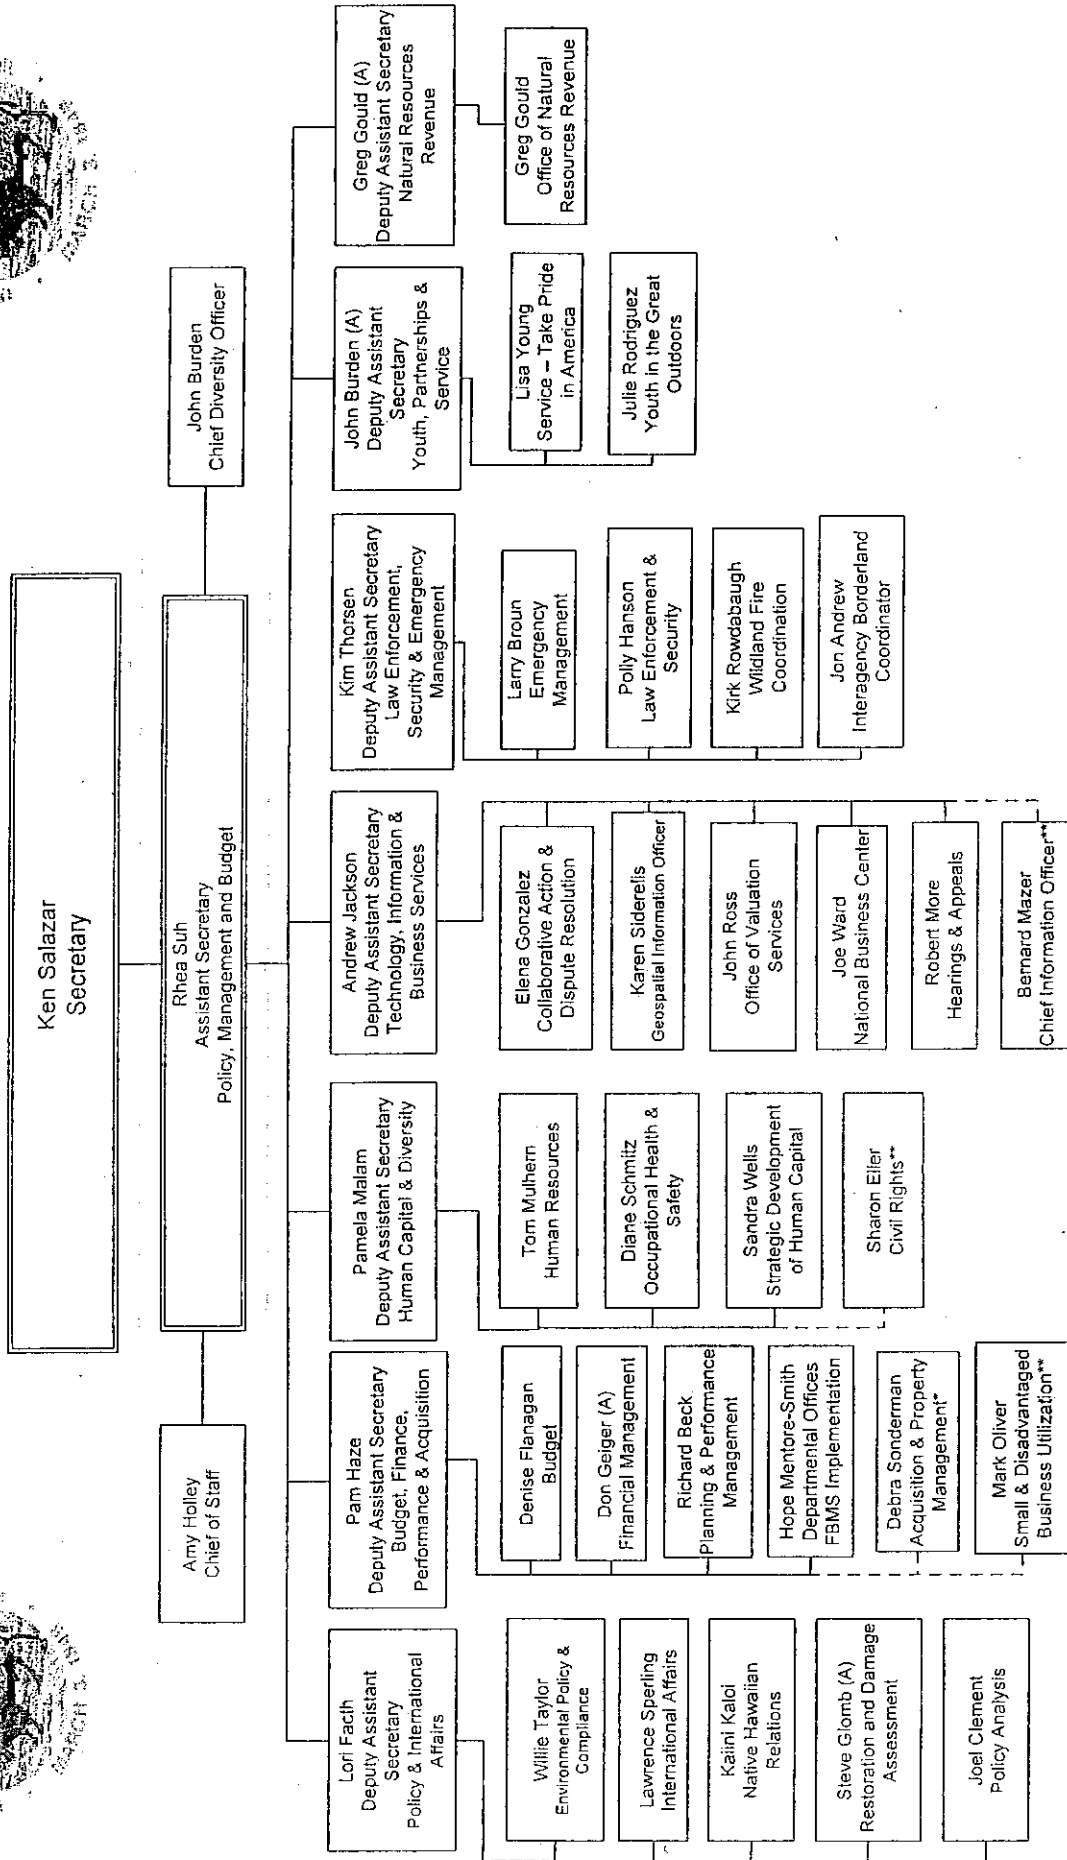 Ken Salazar
Secretary
Amy Holley
Chief of Staff
Rhea Suh
Assistant Secretary
Policy, Management and Budget
John Burden
Chief Diversity Officer
Lori Faeth
Deputy Assistant
Secretary
Policy & International
Affairs
Willie Taylor
Environmental Policy &
Compliance
Lawrence Sperling
International Affairs
Kaiini Kaloi
Native Hawaiian
Relations
Steve Glomb (A)
Restoration and Damage
Assessment
Joel Clement
Policy Analysis
Pam Haze
Deputy Assistant Secretary
Budget, Finance,
Performance & Acquisition
Denise Flanagan
Budget
Don Geiger (A)
Financial Management
Richard Beck
Planning & Performance
Management
Hope Mentore-Smith
Departmental Offices
FBMS Implementation
Debra Sonderman
Acquisition & Property
Management*
Mark Oliver
Small & Disadvantaged
Business Utilization**
Pamela Malam
Deputy Assistant Secretary
Human Capital & Diversity
Tom Mulhern
Human Resources
Diane Schmitz
Occupational Health &
Safety
Sandra Wells
Strategic Development
of Human Capital
Sharon Eller
Civil Rights**
Andrew Jackson
Deputy Assistant Secretary
Technology, Information &
Business Services
Elena Gonzalez
Collaborative Action &
Dispute Resolution
Karen Siderelis
Geospatial Information Officer
John Ross
Office of Valuation
Services
Joe Ward
National Business Center
Robert More
Hearings & Appeals
Bernard Mazer
Chief Information Officer**
Kim Thorsen
Deputy Assistant Secretary
Law Enforcement,
Security & Emergency
Management
Larry Broun
Emergency
Management
Polly Hanson
Law Enforcement &
Security
Kirk Rowdabaugh
Wildland Fire
Coordination
Jon Andrew
Interagency Borderland
Coordinator
John Burden (A)
Deputy Assistant
Secretary
Youth, Partnerships &
Service
Lisa Young
Service – Take Pride
in America
Julie Rodriguez
Youth in the Great
Outdoors
Greg Gould (A)
Deputy Assistant Secretary
Natural Resources
Revenue
Greg Gould
Office of Natural
Resources Revenue
MARCH 3,